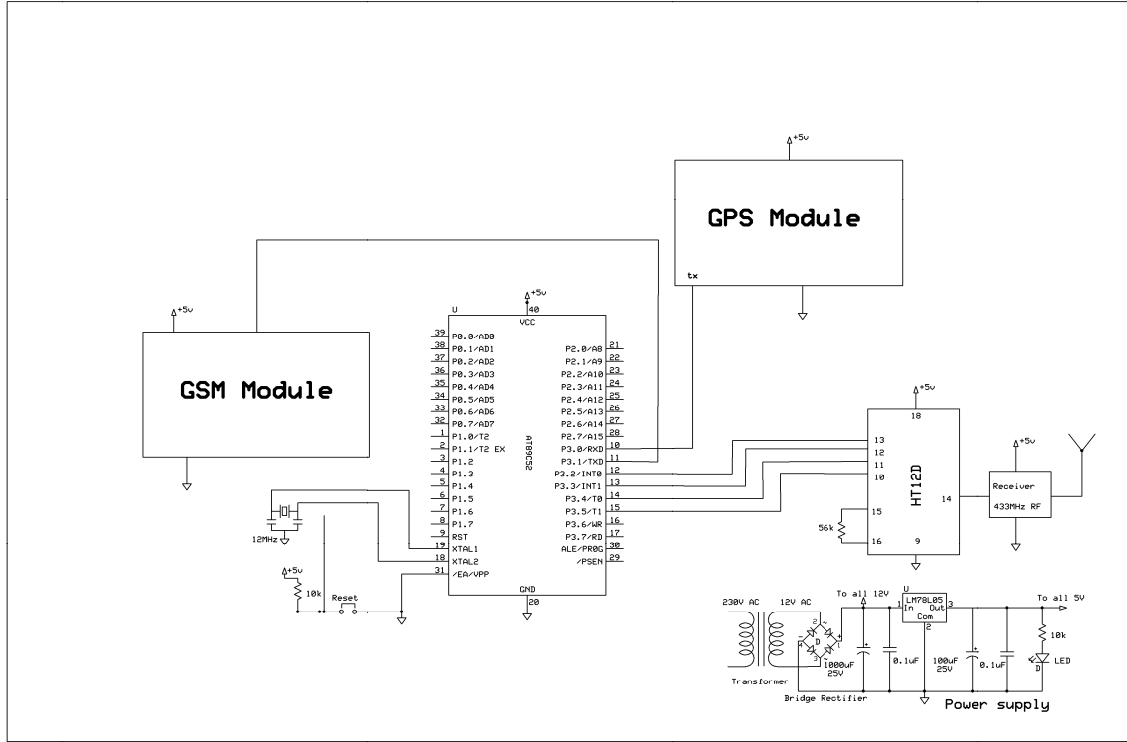 +5v
GPS Module
tx
+5v
GSM Module
+5v
U
40
VCC
39 P0.0/AD0
38 P0.1/AD1
37 P0.2/AD2
36 P0.3/AD3
35 P0.4/AD4
34 P0.5/AD5
33 P0.6/AD6
32 P0.7/AD7
1 P1.0/T2
2 P1.1/T2 EX
3 P1.2
4 P1.3
5 P1.4
6 P1.5
7 P1.6
8 P1.7
9 RST
19 XTAL1
18 XTAL2
31 /EA/VPP
AT89C52
P2.0/A8 21
P2.1/A9 22
P2.2/A10 23
P2.3/A11 24
P2.4/A12 25
P2.5/A13 26
P2.6/A14 27
P2.7/A15 28
P3.0/RXD 10
P3.1/TXD 11
P3.2/INT0 12
P3.3/INT1 13
P3.4/T0 14
P3.5/T1 15
P3.6/WR 16
P3.7/RD 17
ALE/PROG 30
/PSEN 29
GND
20
12MHz
+5v
10k
Reset
+5v
18
13
12
11
10
HT12D
14
15
16
9
56k
+5v
Receiver
433MHz RF
230V AC
12V AC
Transformer
2
~
D
4
-
+
1
3
~
Bridge Rectifier
To all 12V
+
1000uF
25V
0.1uF
U
LM78L05
1 In Out 3
Com
2
+
100uF
25V
0.1uF
To all 5V
10k
LED
D
Power supply